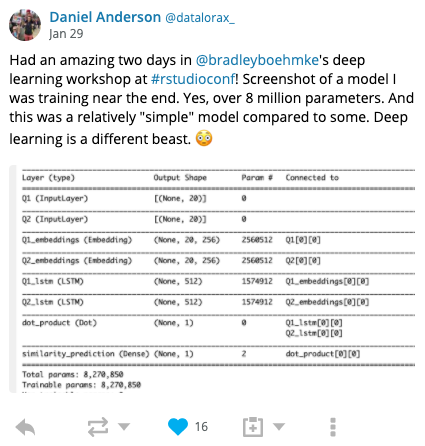 Daniel Anderson @datalorax_
Jan 29
Had an amazing two days in @bradleyboehmke's deep
learning workshop at #rstudioconf! Screenshot of a model I
was training near the end. Yes, over 8 million parameters. And
this was a relatively "simple" model compared to some. Deep
learning is a different beast. 😳
Layer (type) Output Shape Param # Connected to
Q1 (InputLayer) [(None, 20)] 0
Q2 (InputLayer) [(None, 20)] 0
Q1_embeddings (Embedding) (None, 20, 256) 2560512 Q1[0][0]
Q2_embeddings (Embedding) (None, 20, 256) 2560512 Q2[0][0]
Q1_lstm (LSTM) (None, 512) 1574912 Q1_embeddings[0][0]
Q2_lstm (LSTM) (None, 512) 1574912 Q2_embeddings[0][0]
dot_product (Dot) (None, 1) 0 Q1_lstm[0][0]
Q2_lstm[0][0]
similarity_prediction (Dense) (None, 1) 2 dot_product[0][0]
Total params: 8,270,850
Trainable params: 8,270,850
16